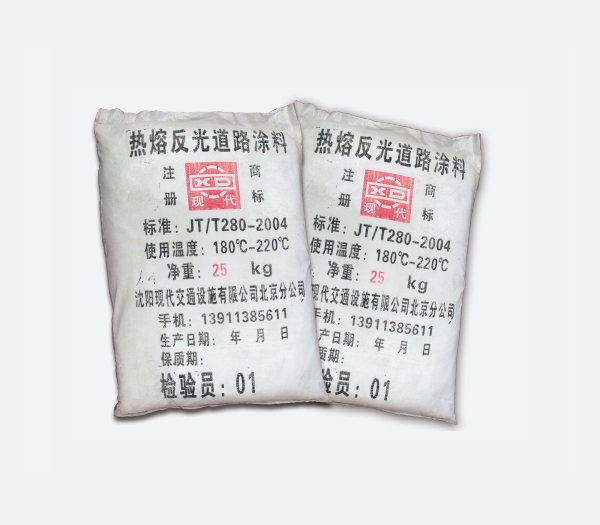 热熔反光道路涂料
注 商
XD
册 标
现 代
标准：JT/T280-2004
使用温度：180℃-220℃
净重：25 kg
沈阳现代交通设施有限公司北京分公司
手机：13911385611
生产日期： 年 月 日
保质期：
检验员：01
热熔反光道路涂料
注 商
XD
册 标
现 代
标准：JT/T280-2004
使用温度：180℃-220℃
净重：25 kg
现代交通设施有限公司北京分公司
手机：13911385611
产日期： 年 月 日
质期：
验员：01